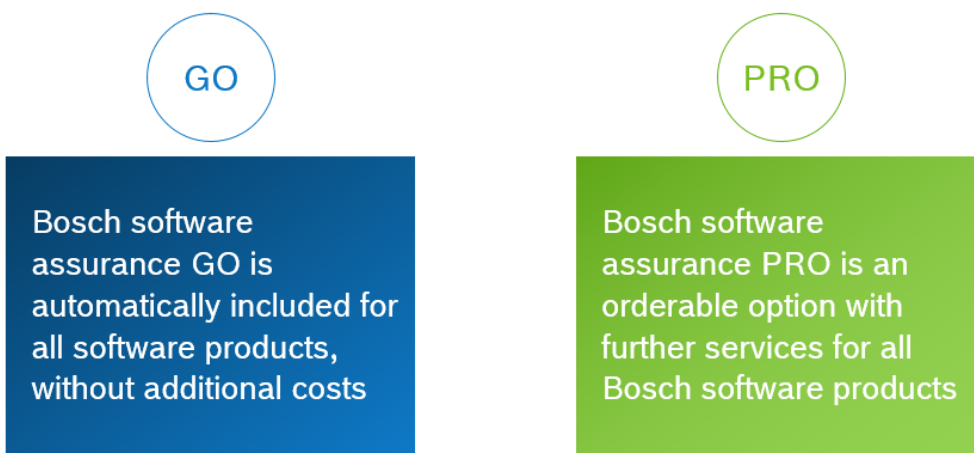 GO
Bosch software
assurance GO is
automatically included for
all software products,
without additional costs
PRO
Bosch software
assurance PRO is an
orderable option with
further services for all
Bosch software products